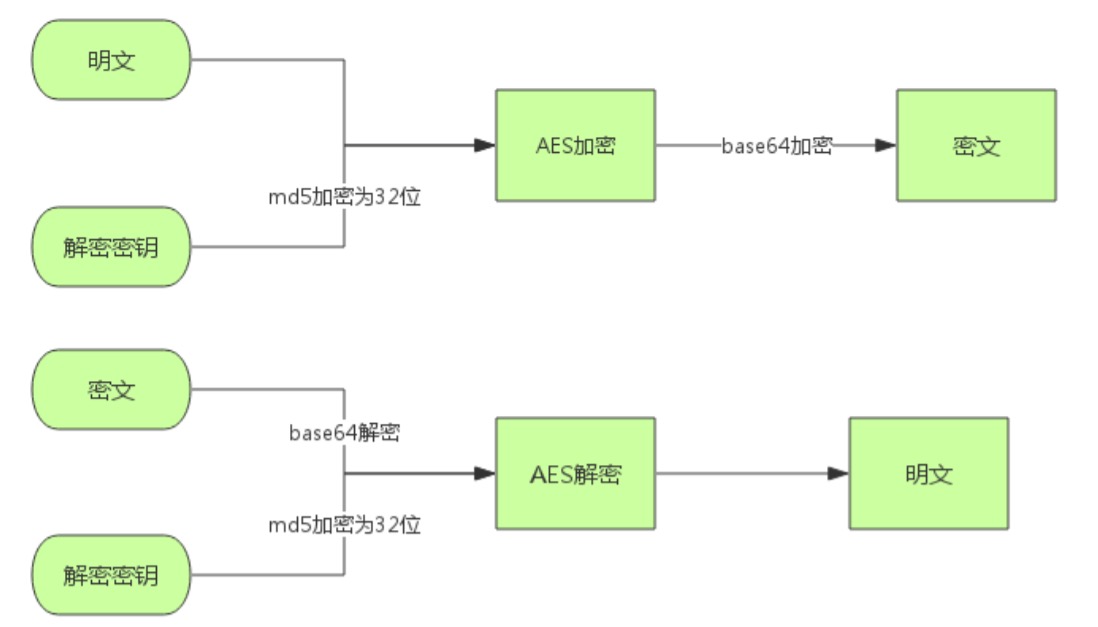 明文
AES加密
base64加密
密文
md5加密为32位
解密密钥
密文
base64解密
AES解密
明文
md5加密为32位
解密密钥